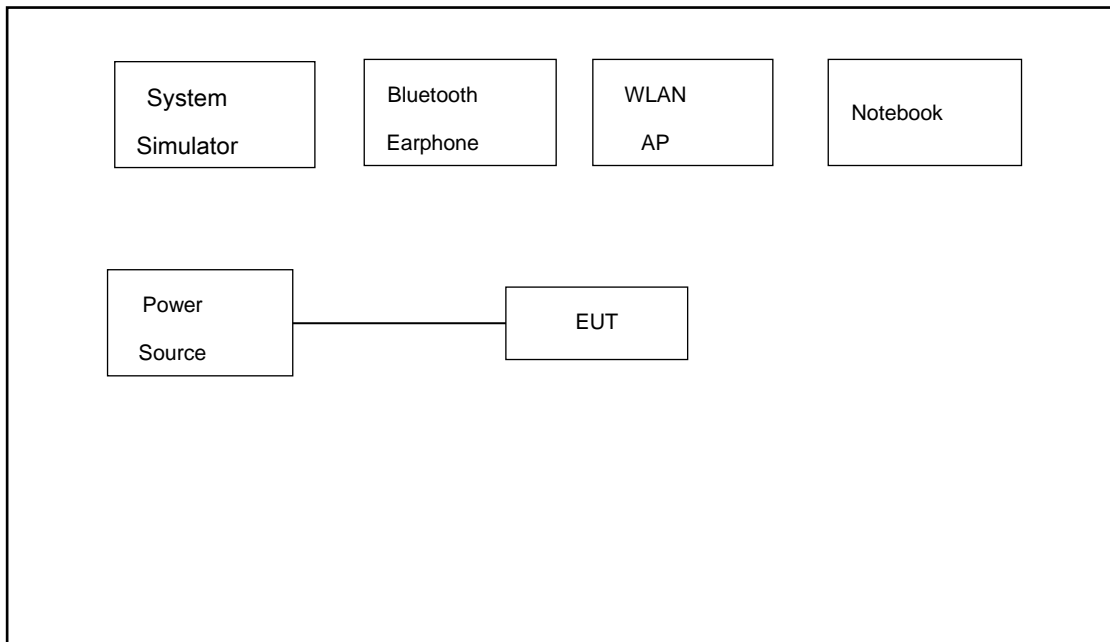 System
Simulator
Bluetooth
Earphone
WLAN
AP
Notebook
Power
Source
EUT